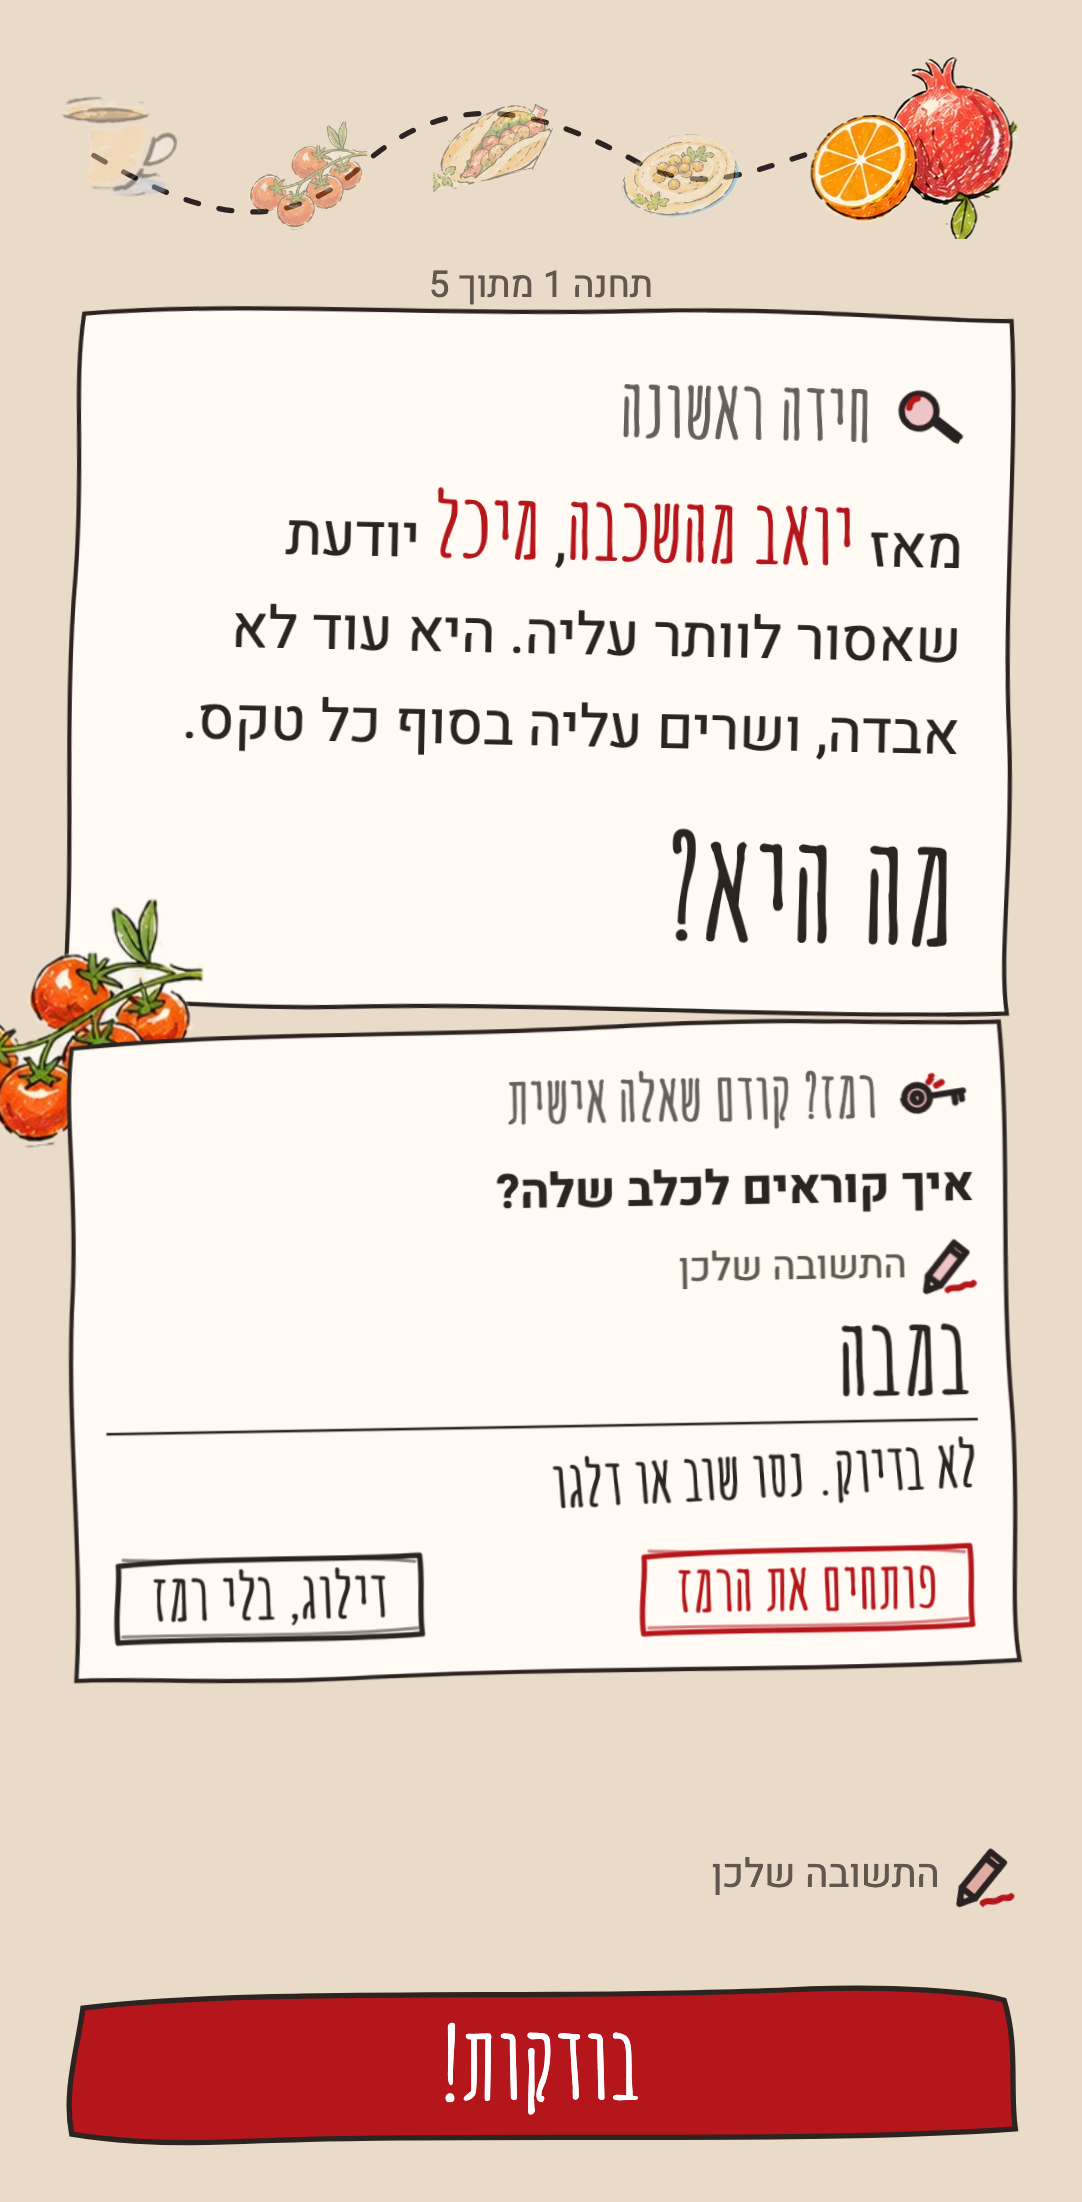 תחנה 1 מתוך 5
חידה ראשונה
מאז יואב מהשכבה, מיכל יודעת
שאסור לוותר עליה. היא עוד לא
אבדה, ושרים עליה בסוף כל טקס.
מה היא?
רמז? קודם שאלה אישית
איך קוראים לכלב שלה?
התשובה שלכן
במבה
לא בדיוק. נסו שוב או דלגו
פותחים את הרמז
דילוג, בלי רמז
התשובה שלכן
בודקות!